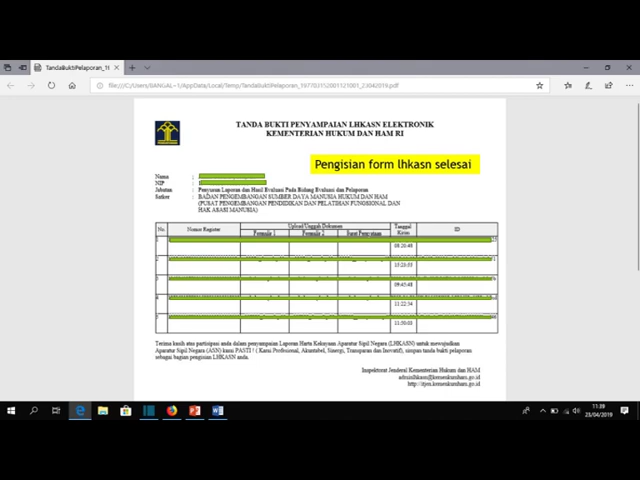 TandaBuktiPelaporan_19
file:///C:/Users/BANGAL~1/AppData/Local/Temp/TandaBuktiPelaporan_197703152001121001_23042019.pdf
TANDA BUKTI PENYAMPAIAN LHKASN ELEKTRONIK
KEMENTERIAN HUKUM DAN HAM RI
Pengisian form lhkasn selesai
Nama :
NIP :
Jabatan : Penyusun Laporan dan Hasil Evaluasi Pada Bidang Evaluasi dan Pelaporan
Satker : BADAN PENGEMBANGAN SUMBER DAYA MANUSIA HUKUM DAN HAM
(PUSAT PENGEMBANGAN PENDIDIKAN DAN PELATIHAN FUNGSIONAL DAN
HAK ASASI MANUSIA)
No. Nomor Register Upload/Unggah Dokumen Tanggal Kirim ID
Formulir 1 Formulir 2 Surat Pernyataan
1
08:26:48
2
15:23:55
3
09:45:48
4
11:22:54
5
11:30:03
Terima kasih atas partisipasi anda dalam penyampaian Laporan Harta Kekayaan Aparatur Sipil Negara (LHKASN) untuk mewujudkan
Aparatur Sipil Negara (ASN) kami PASTI ! ( Kami Profesional, Akuntabel, Sinergi, Transparan dan Inovatif), simpan tanda bukti pelaporan
sebagai bagian pengisian LHKASN anda.
Inspektorat Jenderal Kementerian Hukum dan HAM
adminlhkasn@kemenkumham.go.id
http://itjen.kemenkumham.go.id
11:39
23/04/2019